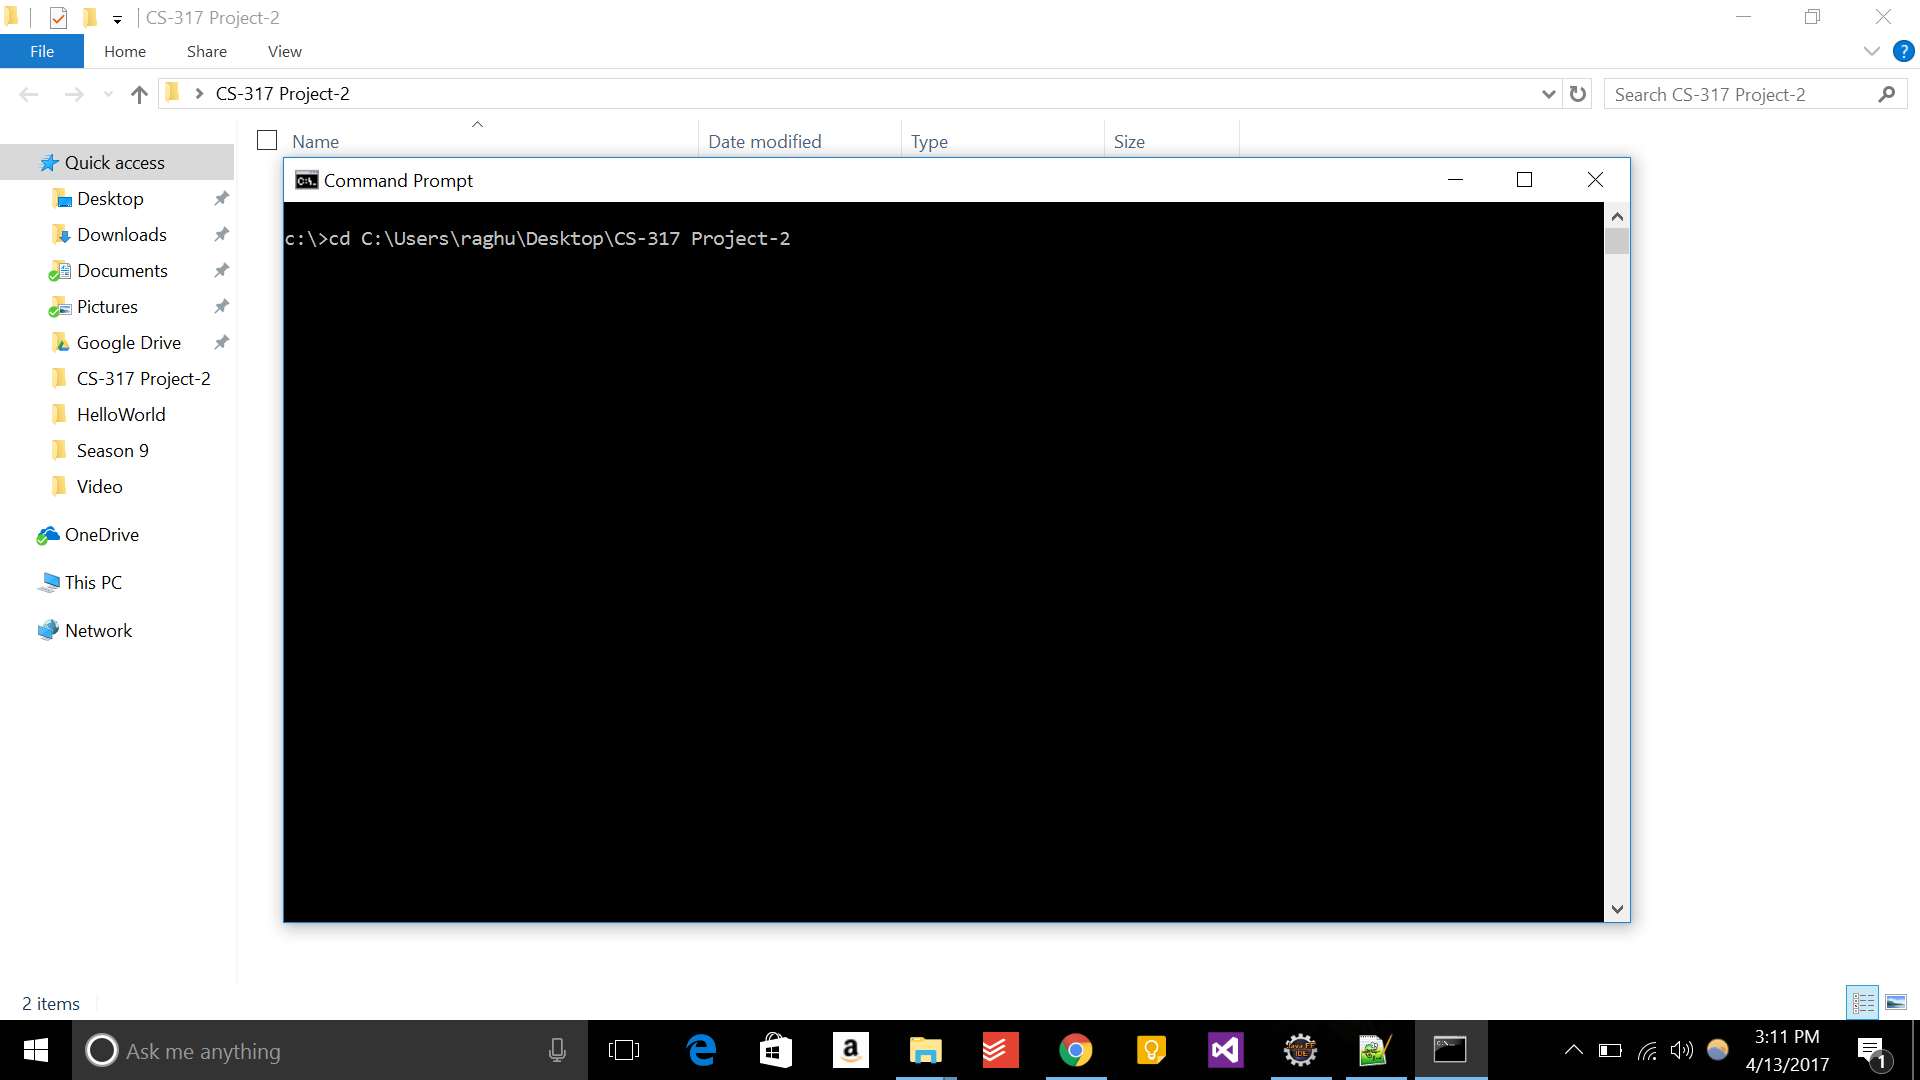 CS-317 Project-2
File Home Share View
?
CS-317 Project-2
Search CS-317 Project-2
Name Date modified Type Size
Quick access
Desktop
Downloads
Documents
Pictures
Google Drive
CS-317 Project-2
HelloWorld
Season 9
Video
OneDrive
This PC
Network
C:\. Command Prompt
c:\>cd C:\Users\raghu\Desktop\CS-317 Project-2
2 items
Ask me anything
a
Java EE
IDE
3:11 PM
4/13/2017
1